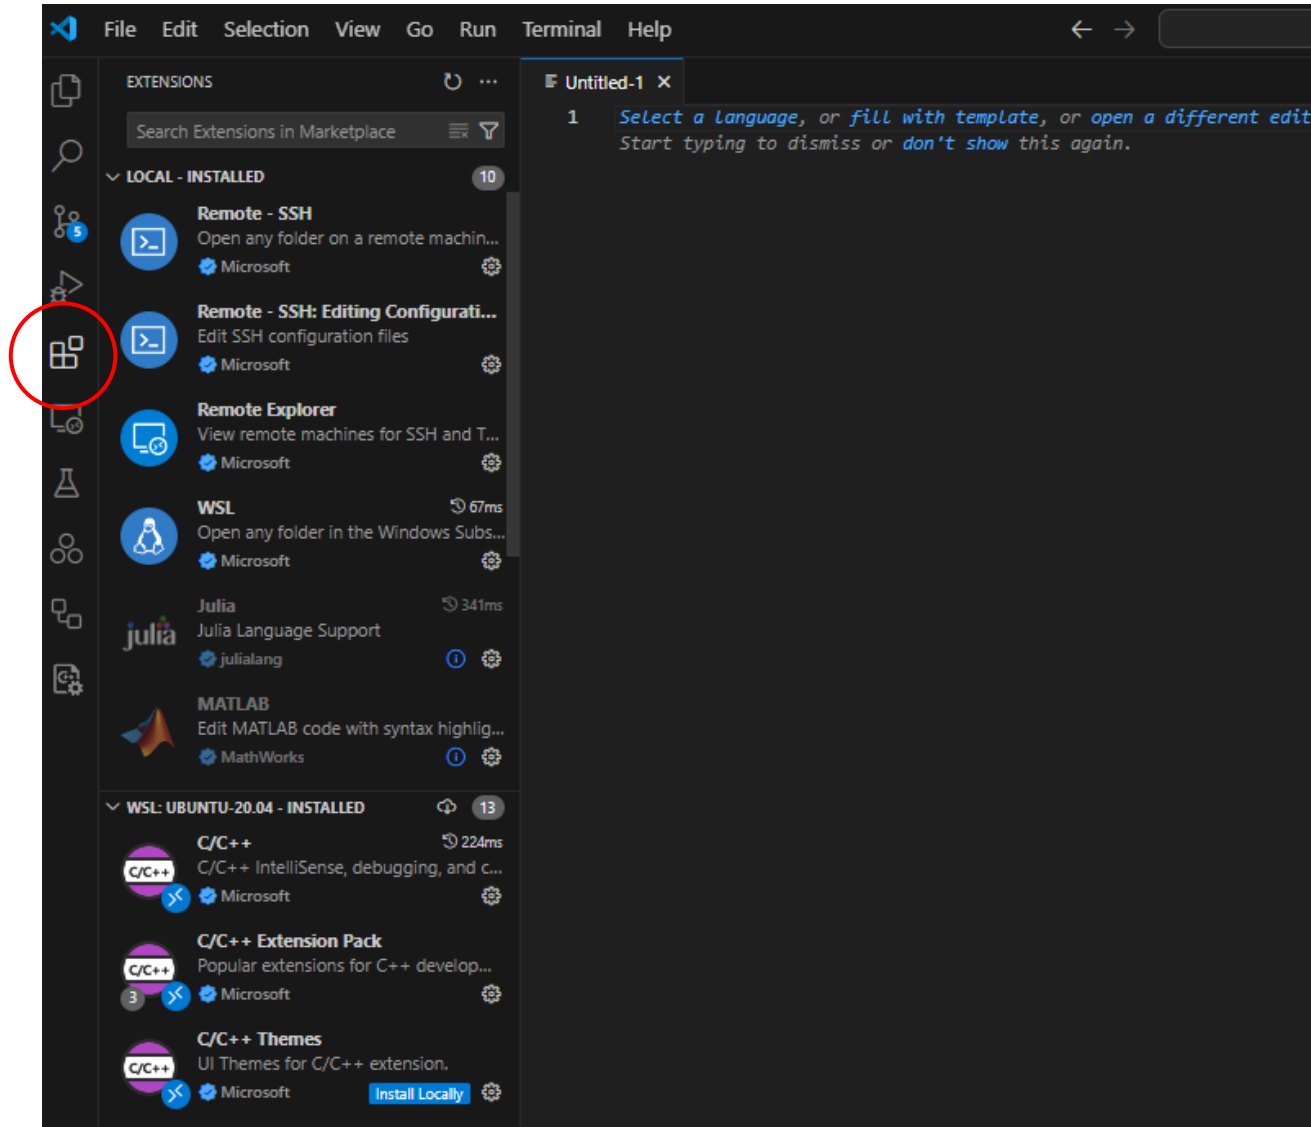 File Edit Selection View Go Run Terminal Help
EXTENSIONS
Untitled-1
Search Extensions in Marketplace
1 Select a language, or fill with template, or open a different edit
Start typing to dismiss or don't show this again.
LOCAL - INSTALLED 10
Remote - SSH
Open any folder on a remote machin...
Microsoft
5
Remote - SSH: Editing Configurati...
Edit SSH configuration files
Microsoft
Remote Explorer
View remote machines for SSH and T...
Microsoft
WSL 67ms
Open any folder in the Windows Subs...
Microsoft
Julia 341ms
julia
Julia Language Support
julialang
MATLAB
Edit MATLAB code with syntax highlig...
MathWorks
WSL: UBUNTU-20.04 - INSTALLED 13
C/C++ 224ms
C/C++
C/C++ IntelliSense, debugging, and c...
Microsoft
C/C++ Extension Pack
C/C++
Popular extensions for C++ develop...
3 Microsoft
C/C++ Themes
C/C++
UI Themes for C/C++ extension.
Microsoft Install Locally